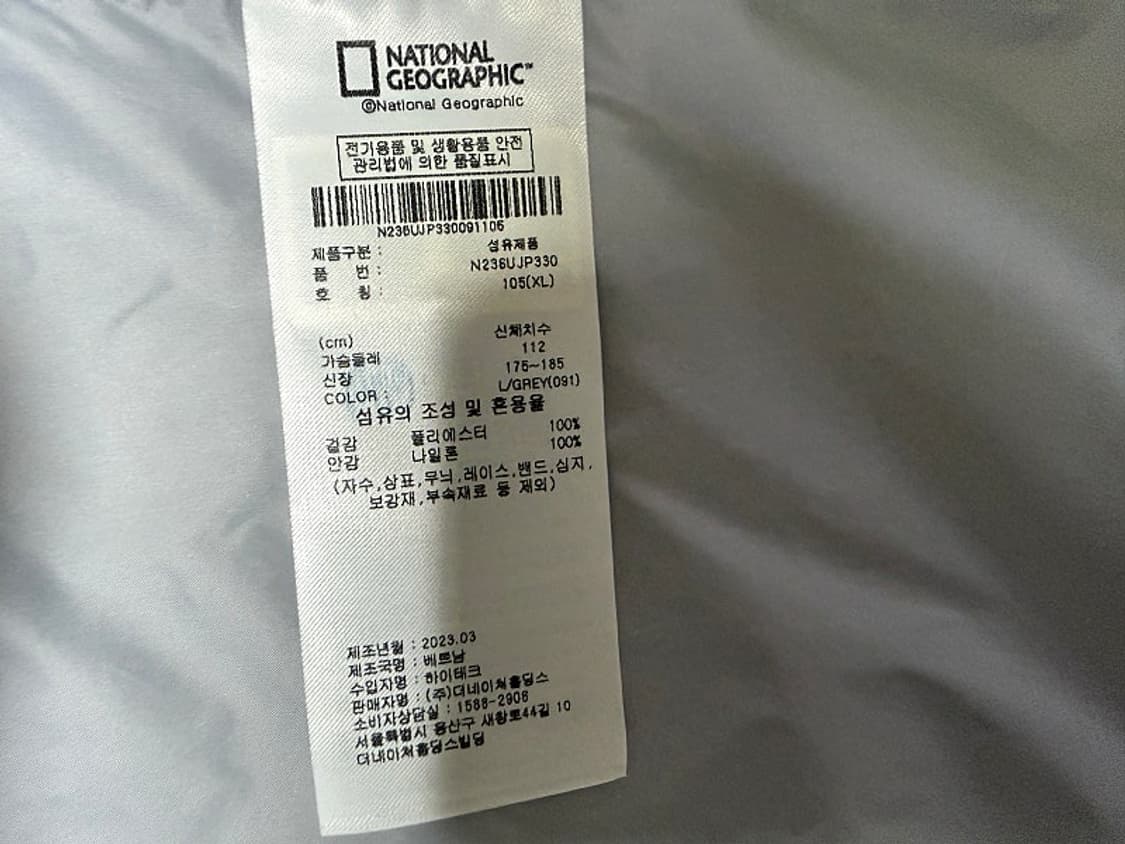 NATIONAL
GEOGRAPHIC™
©National Geographic
전기용품 및 생활용품 안전
관리법에 의한 품질표시
N236UJP330091105
제품구분 : 섬유제품
품 번 : N236UJP330
호 칭 : 105(XL)
(cm) 신체치수
가슴둘레 112
신장 175~185
COLOR : L/GREY(091)
섬유의 조성 및 혼용율
겉감 폴리에스터 100%
안감 나일론 100%
(자수,상표,무늬,레이스,밴드,심지,
보강재,부속재료 등 제외)
제조년월 : 2023.03
제조국명 : 베트남
수입자명 : 하이테크
판매자명 : (주)더네이쳐홀딩스
소비자상담실 : 1588-2908
서울특별시 용산구 새창로44길 10
더네이쳐홀딩스빌딩